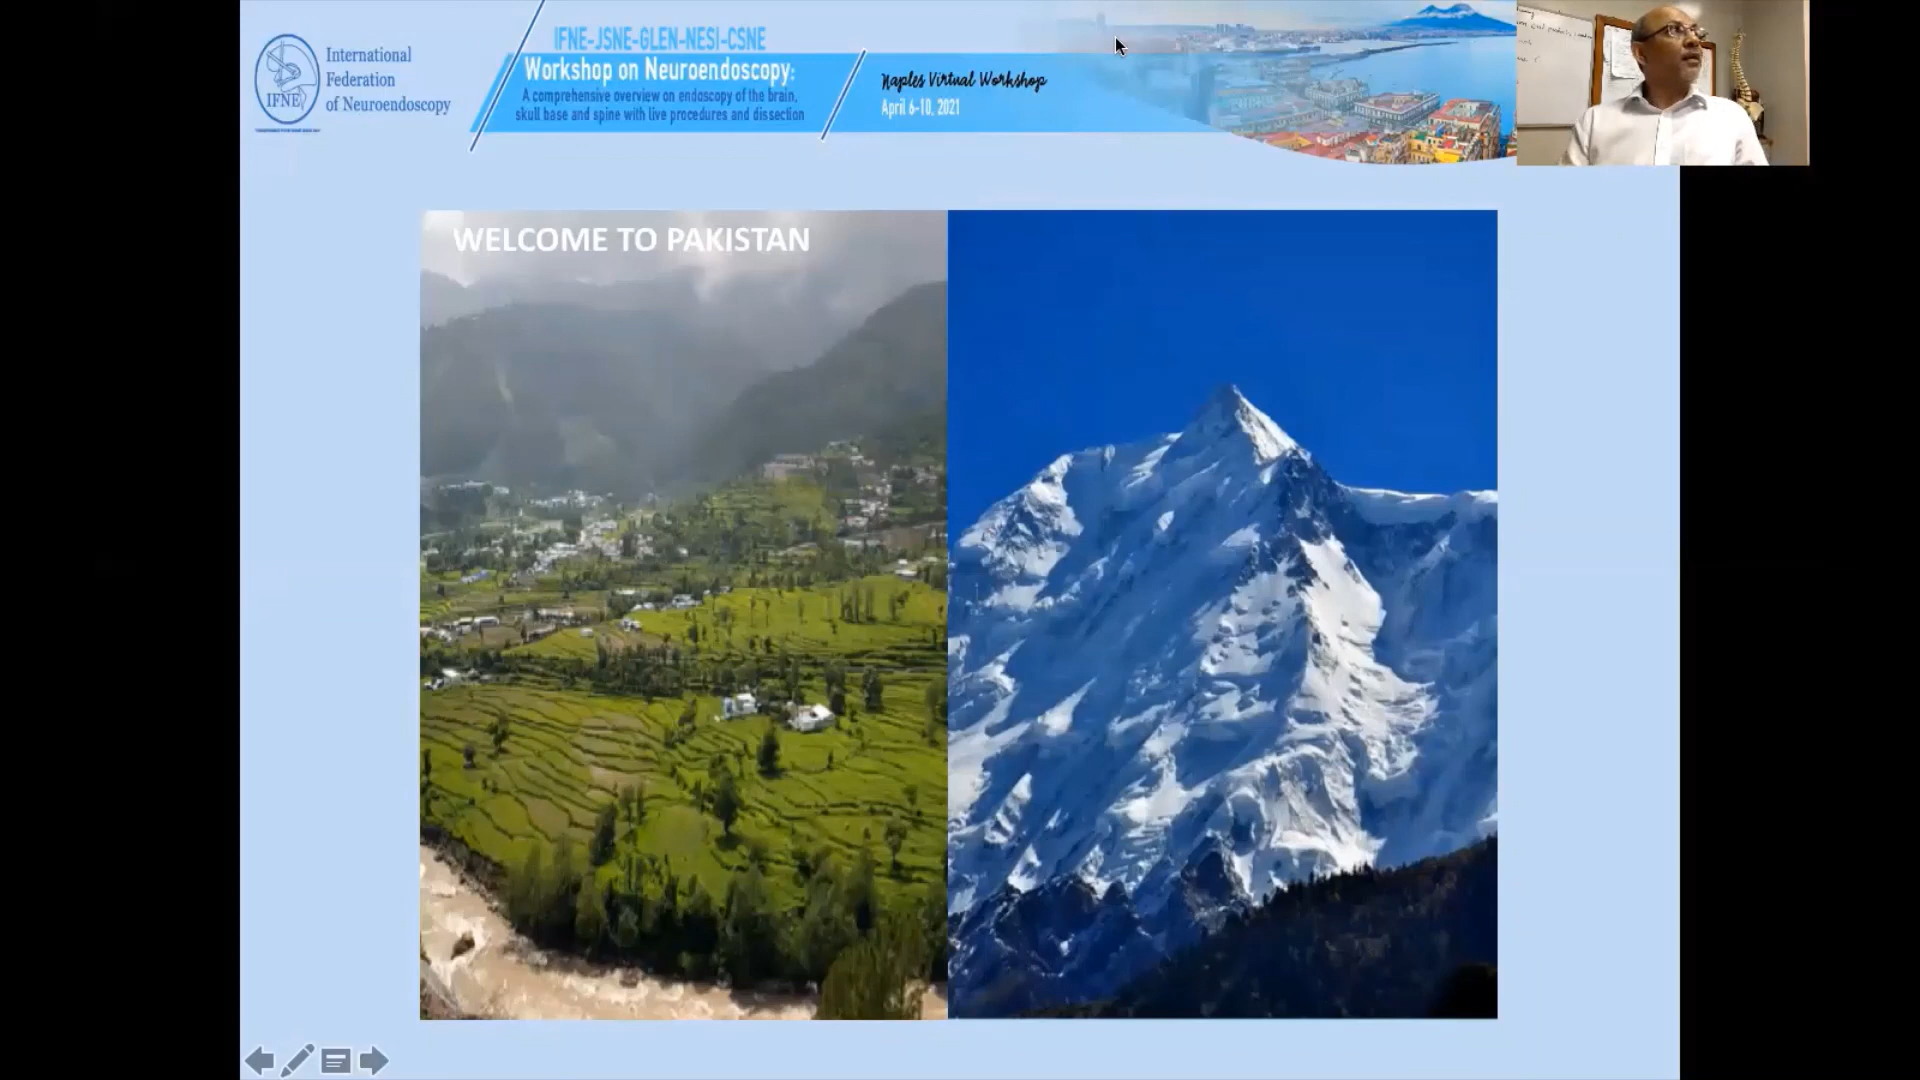 International
Federation
of Neuroendoscopy
IFNE
IFNE-JSNE-GLEN-NESI-CSNE
Workshop on Neuroendoscopy:
A comprehensive overview on endoscopy of the brain,
skull base and spine with live procedures and dissection
Naples Virtual Workshop
April 6-10, 2021
WELCOME TO PAKISTAN